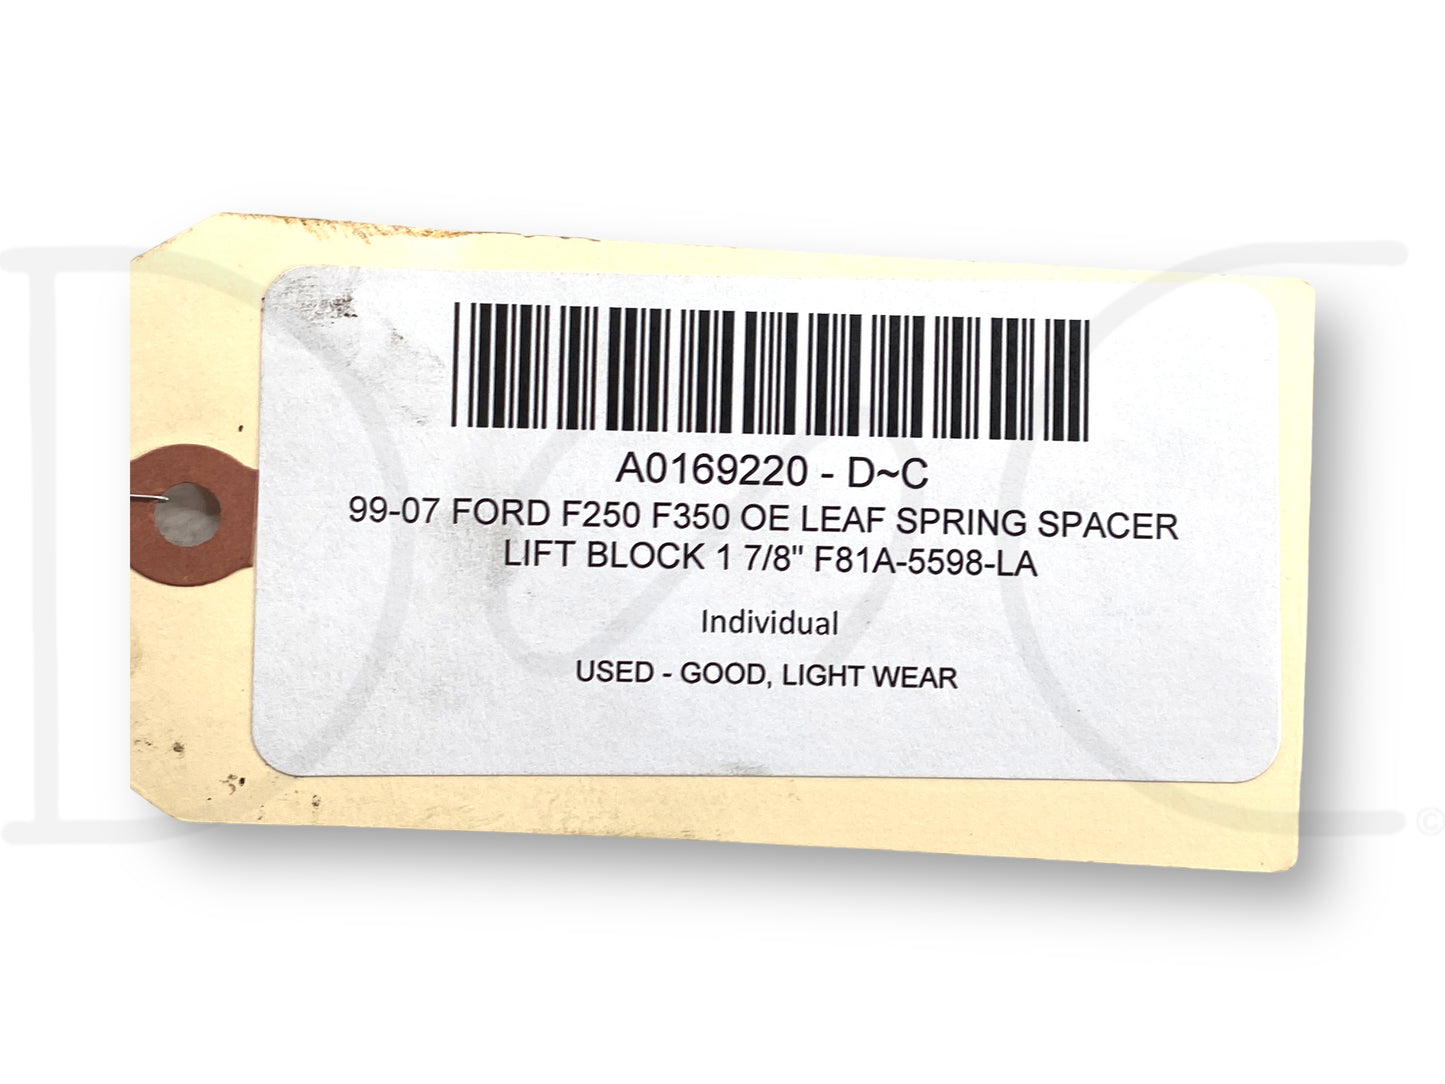 A0169220 - D~C
99-07 FORD F250 F350 OE LEAF SPRING SPACER
LIFT BLOCK 1 7/8" F81A-5598-LA
Individual
USED - GOOD, LIGHT WEAR
D~C ©